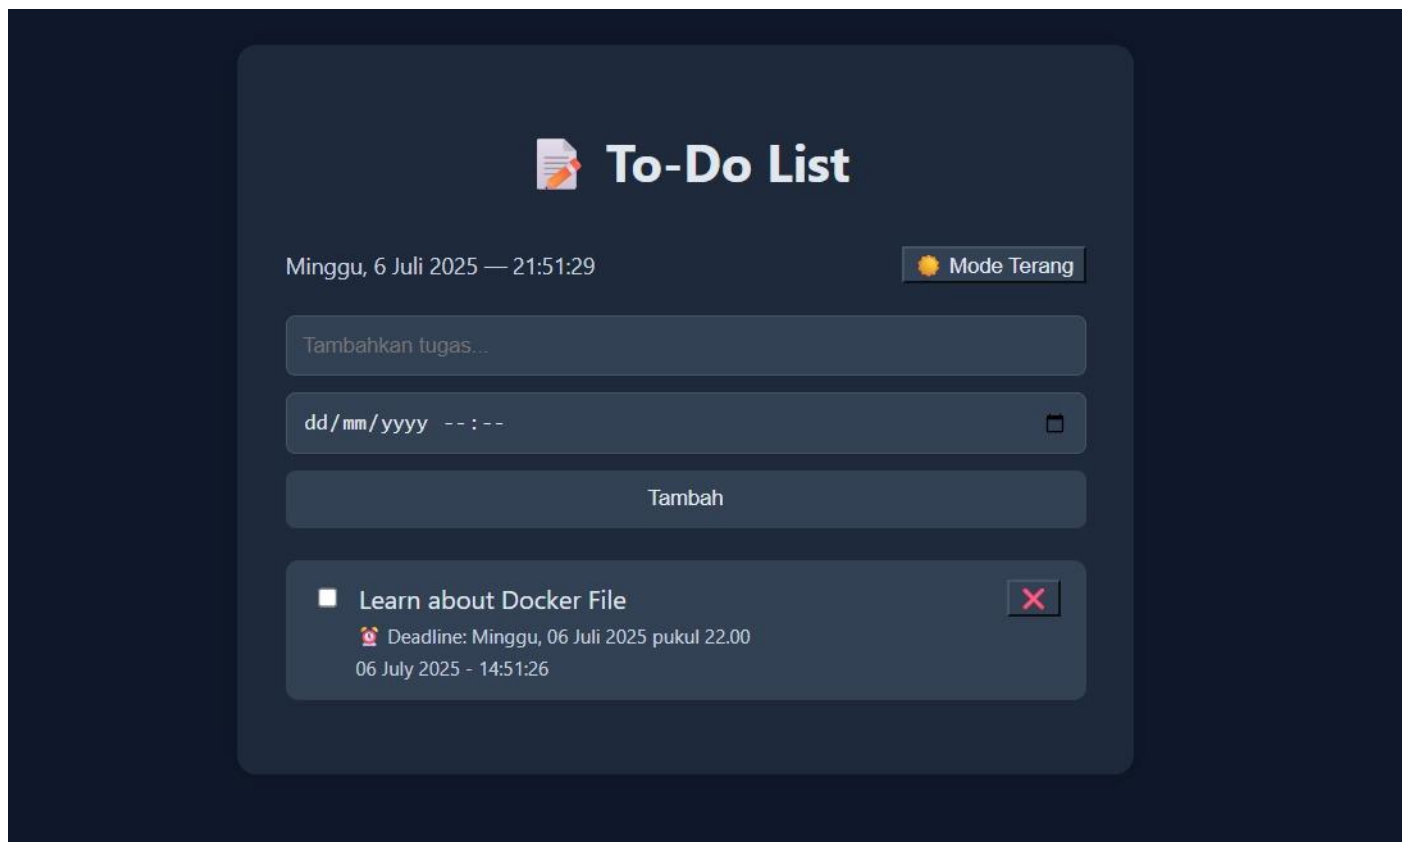 To-Do List
Minggu, 6 Juli 2025 — 21:51:29
Mode Terang
Tambahkan tugas...
dd/mm/yyyy --:--
Tambah
Learn about Docker File
Deadline: Minggu, 06 Juli 2025 pukul 22.00
06 July 2025 - 14:51:26